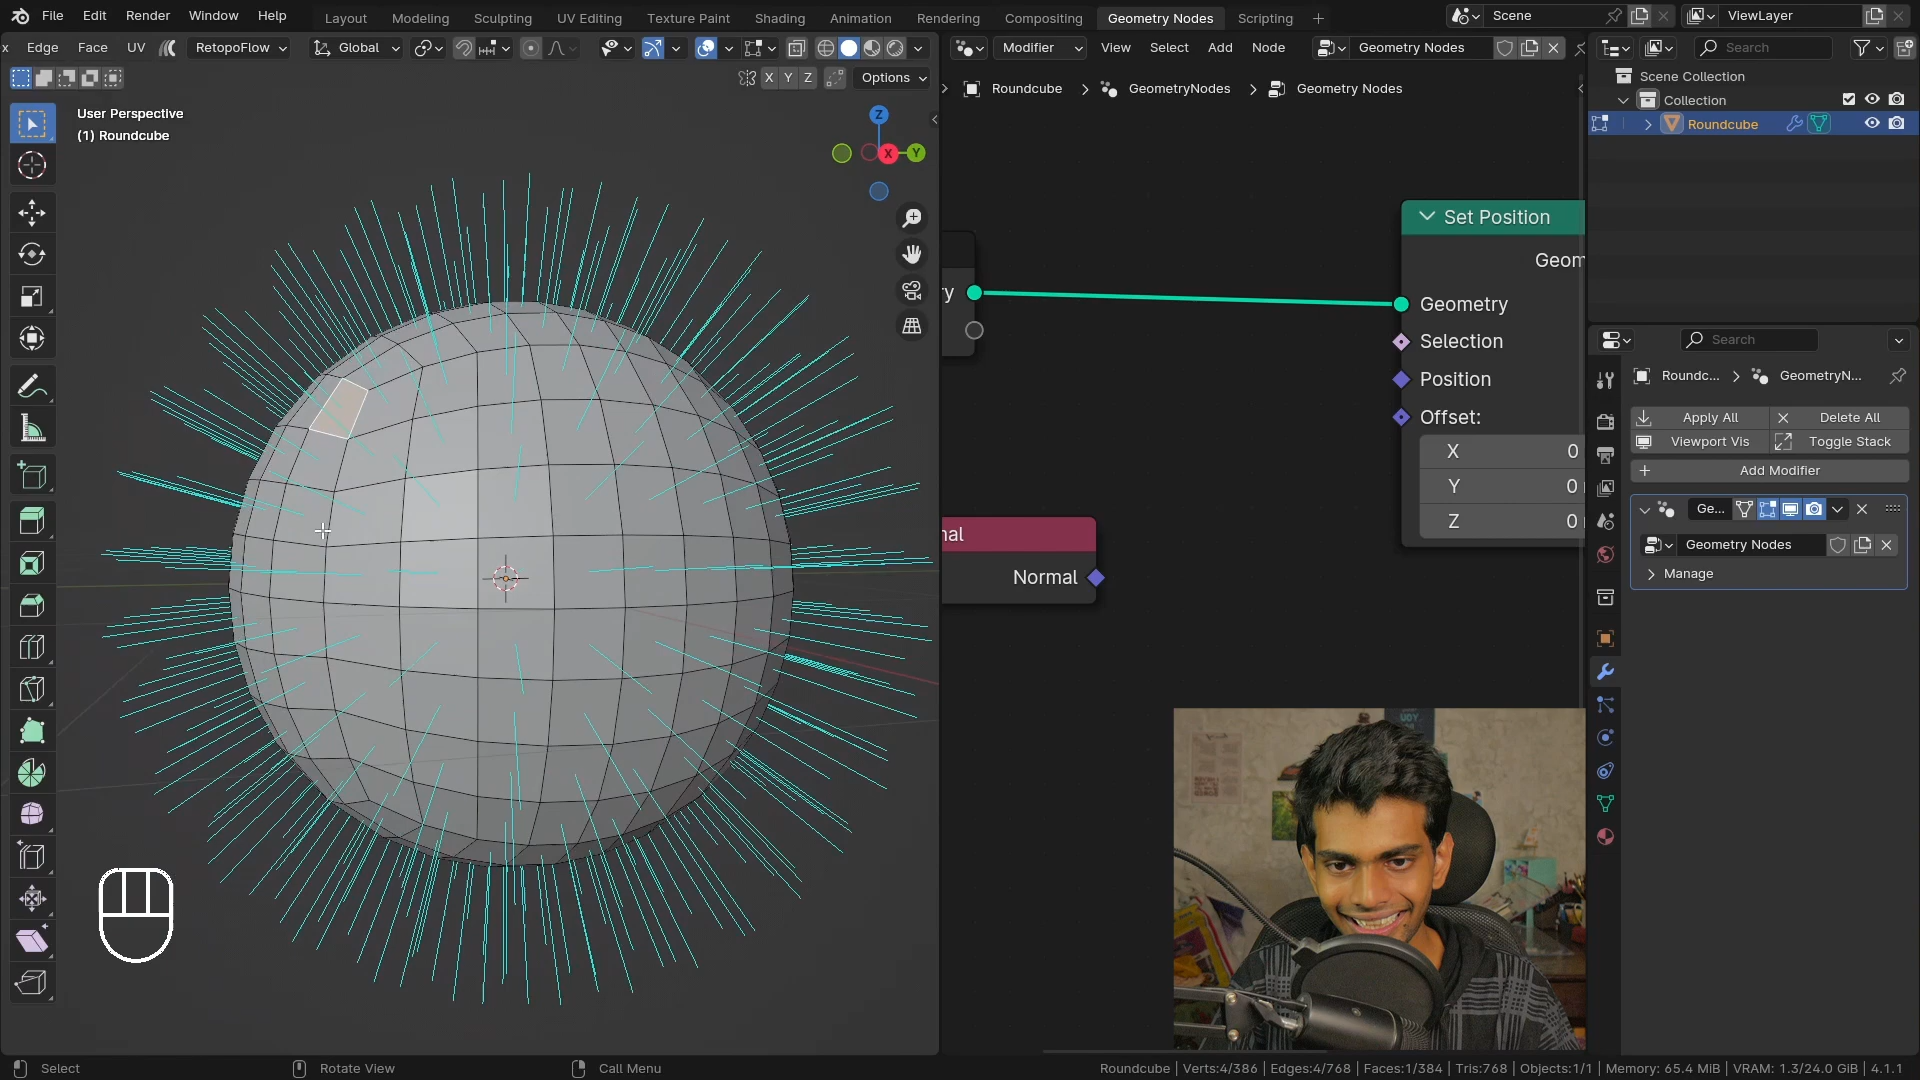 File Edit Render Window Help Layout Modeling Sculpting UV Editing Texture Paint Shading Animation Rendering Compositing Geometry Nodes Scripting + Scene ViewLayer
x Edge Face UV RetopoFlow Global Modifier View Select Add Node Geometry Nodes Search
X Y Z Options
Scene Collection
Roundcube > GeometryNodes > Geometry Nodes
Collection
Roundcube
User Perspective
(1) Roundcube
Z
X
Y
Set Position
Geom
ry
Geometry
Selection
Position
Offset:
X 0
Y 0
Z 0
nal
Normal
Search
Roundc... > GeometryN...
Apply All
Delete All
Viewport Vis
Toggle Stack
Add Modifier
Ge...
Geometry Nodes
Manage
Select
Rotate View
Call Menu
Roundcube | Verts:4/386 | Edges:4/768 | Faces:1/384 | Tris:768 | Objects:1/1 | Memory: 65.4 MiB | VRAM: 1.3/24.0 GiB | 4.1.1